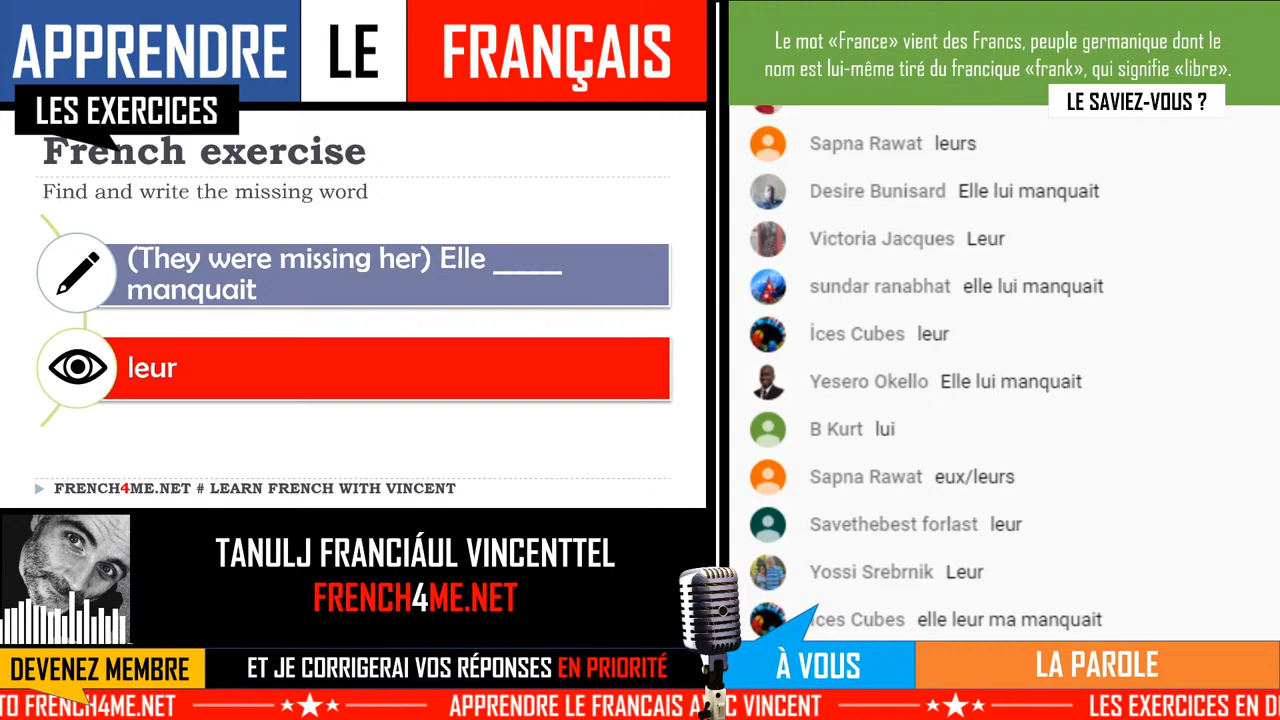 APPRENDRE LE FRANÇAIS
LES EXERCICES
French exercise
Find and write the missing word
(They were missing her) Elle _____
manquait
leur
FRENCH4ME.NET # LEARN FRENCH WITH VINCENT
TANULJ FRANCIÁUL VINCENTTEL
FRENCH4ME.NET
DEVENEZ MEMBRE
ET JE CORRIGERAI VOS RÉPONSES EN PRIORITÉ
Le mot «France» vient des Francs, peuple germanique dont le
nom est lui-même tiré du francique «frank», qui signifie «libre».
LE SAVIEZ-VOUS ?
Sapna Rawat leurs
Desire Bunisard Elle lui manquait
Victoria Jacques Leur
sundar ranabhat elle lui manquait
İces Cubes leur
Yesero Okello Elle lui manquait
B Kurt lui
Sapna Rawat eux/leurs
Savethebest forlast leur
Yossi Srebrnik Leur
İces Cubes elle leur ma manquait
À VOUS
LA PAROLE
TO FRENCH4ME.NET APPRENDRE LE FRANCAIS AVEC VINCENT LES EXERCICES EN D